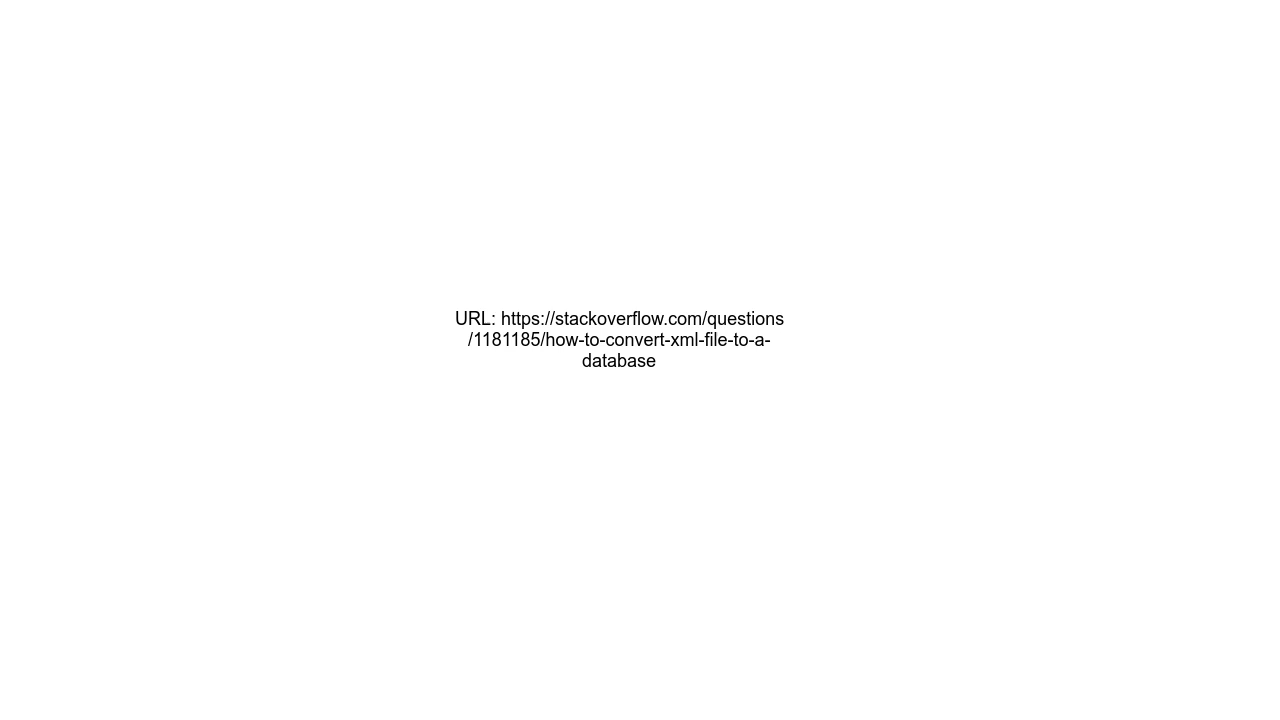 URL: https://stackoverflow.com/questions
/1181185/how-to-convert-xml-file-to-a-
database